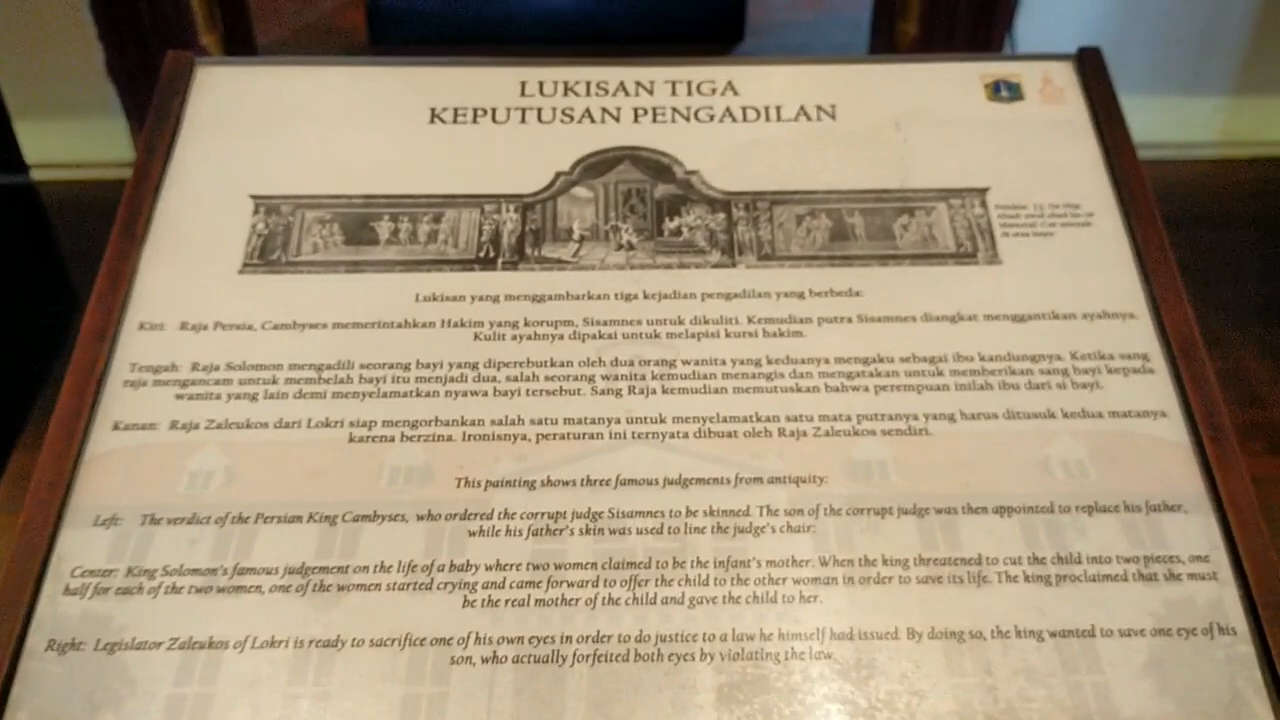 LUKISAN TIGA
KEPUTUSAN PENGADILAN
Lukisan yang menggambarkan tiga kejadian pengadilan yang berbeda:
Kiri: Raja Persia, Cambyses memerintahkan Hakim yang korupm, Sisamnes untuk dikuliti. Kemudian putra Sisamnes diangkat menggantikan ayahnya.
Kulit ayahnya dipakai untuk melapisi kursi hakim.
Tengah: Raja Solomon mengadili seorang bayi yang diperebutkan oleh dua orang wanita yang keduanya mengaku sebagai ibu kandungnya. Ketika sang
raja mengancam untuk membelah bayi itu menjadi dua, salah seorang wanita kemudian menangis dan mengatakan untuk memberikan sang bayi kepada
wanita yang lain demi menyelamatkan nyawa bayi tersebut. Sang Raja kemudian memutuskan bahwa perempuan inilah ibu dari si bayi.
Kanan: Raja Zaleukos dari Lokri siap mengorbankan salah satu matanya untuk menyelamatkan satu mata putranya yang harus ditusuk kedua matanya
karena berzina. Ironisnya, peraturan ini ternyata dibuat oleh Raja Zaleukos sendiri.
This painting shows three famous judgements from antiquity:
Left: The verdict of the Persian King Cambyses, who ordered the corrupt judge Sisamnes to be skinned. The son of the corrupt judge was then appointed to replace his father,
while his father's skin was used to line the judge's chair.
Center: King Solomon's famous judgement on the life of a baby where two women claimed to be the infant's mother. When the king threatened to cut the child into two pieces, one
half for each of the two women, one of the women started crying and came forward to offer the child to the other woman in order to save its life. The king proclaimed that she must
be the real mother of the child and gave the child to her.
Right: Legislator Zaleukos of Lokri is ready to sacrifice one of his own eyes in order to do justice to a law he himself had issued. By doing so, the king wanted to save one eye of his
son, who actually forfeited both eyes by violating the law